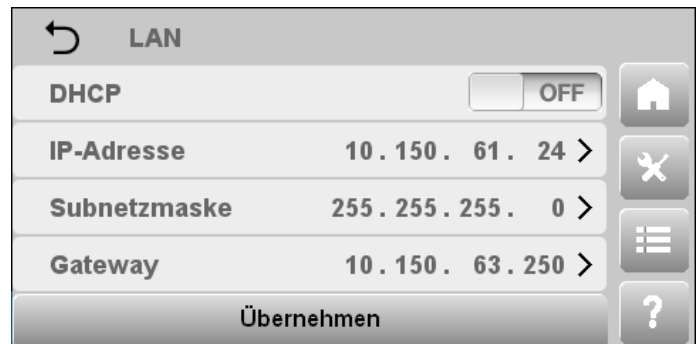 LAN
DHCP OFF
IP-Adresse 10.150. 61. 24
Subnetzmaske 255.255.255. 0
Gateway 10.150. 63.250
Übernehmen
?